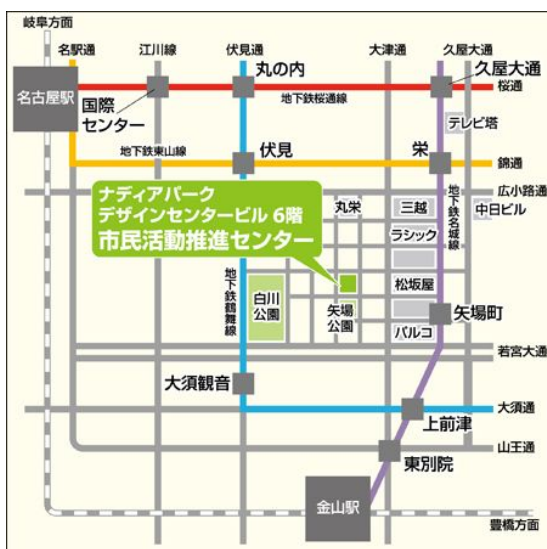 岐阜方面
名駅通
江川線
伏見通
大津通
久屋大通
名古屋駅
国際
センター
丸の内
久屋大通
桜通
地下鉄桜通線
テレビ塔
地下鉄東山線
伏見
栄
錦通
ナディアパーク
デザインセンタービル 6階
市民活動推進センター
丸栄
三越
ラシック
地下鉄名城線
広小路通
中日ビル
地下鉄鶴舞線
白川
公園
矢場
公園
松坂屋
パルコ
矢場町
若宮大通
大須観音
大須通
上前津
山王通
東別院
金山駅
豊橋方面